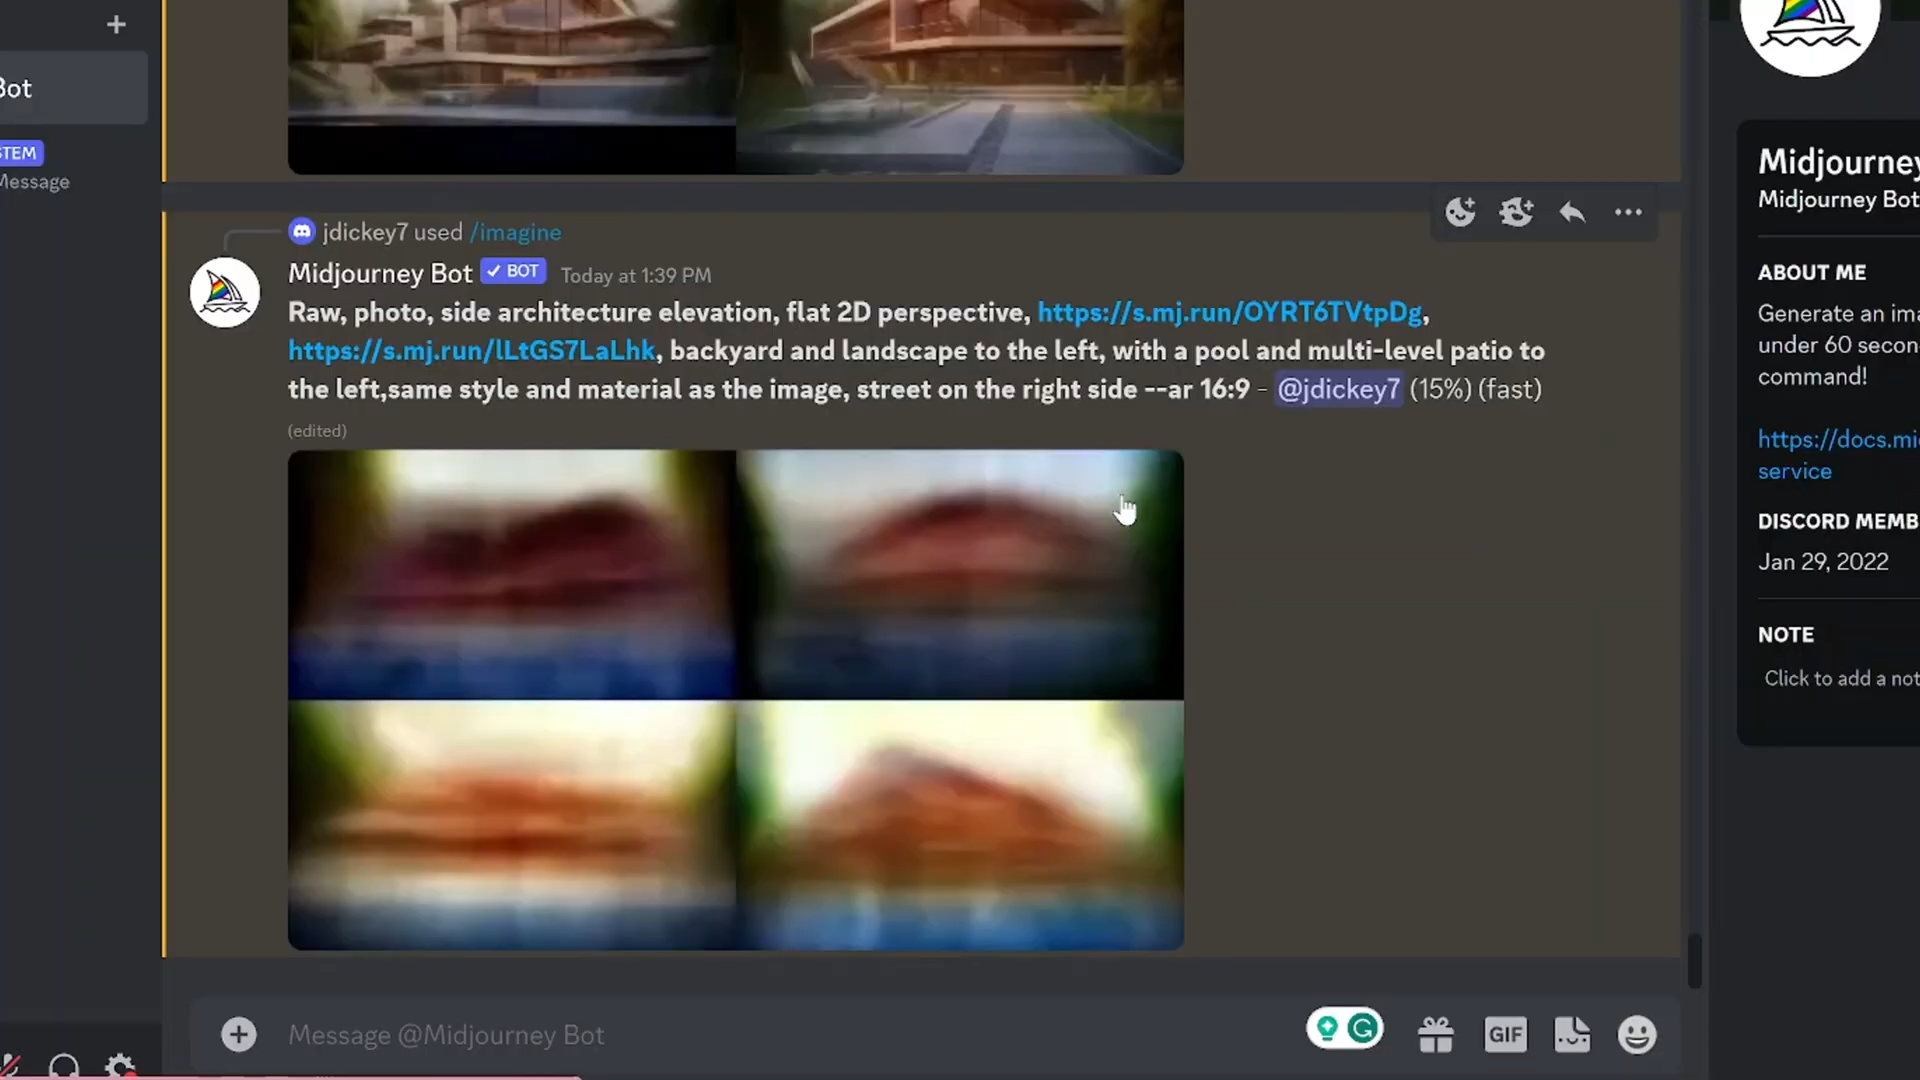 Bot
STEM
Message
jdickey7 used /imagine
Midjourney Bot ✓ BOT Today at 1:39 PM
Raw, photo, side architecture elevation, flat 2D perspective, https://s.mj.run/OYRT6TVtpDg,
https://s.mj.run/lLtGS7LaLhk, backyard and landscape to the left, with a pool and multi-level patio to
the left,same style and material as the image, street on the right side --ar 16:9 - @jdickey7 (15%) (fast)
(edited)
Message @Midjourney Bot
GIF
Midjourney
Midjourney Bot
ABOUT ME
Generate an ima
under 60 secon
command!
https://docs.mi
service
DISCORD MEMB
Jan 29, 2022
NOTE
Click to add a not